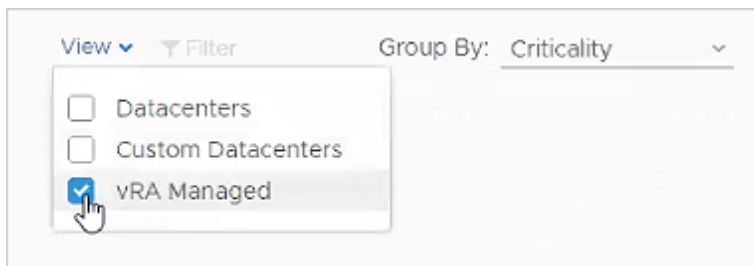 View Filter Group By: Criticality
Datacenters
Custom Datacenters
vRA Managed